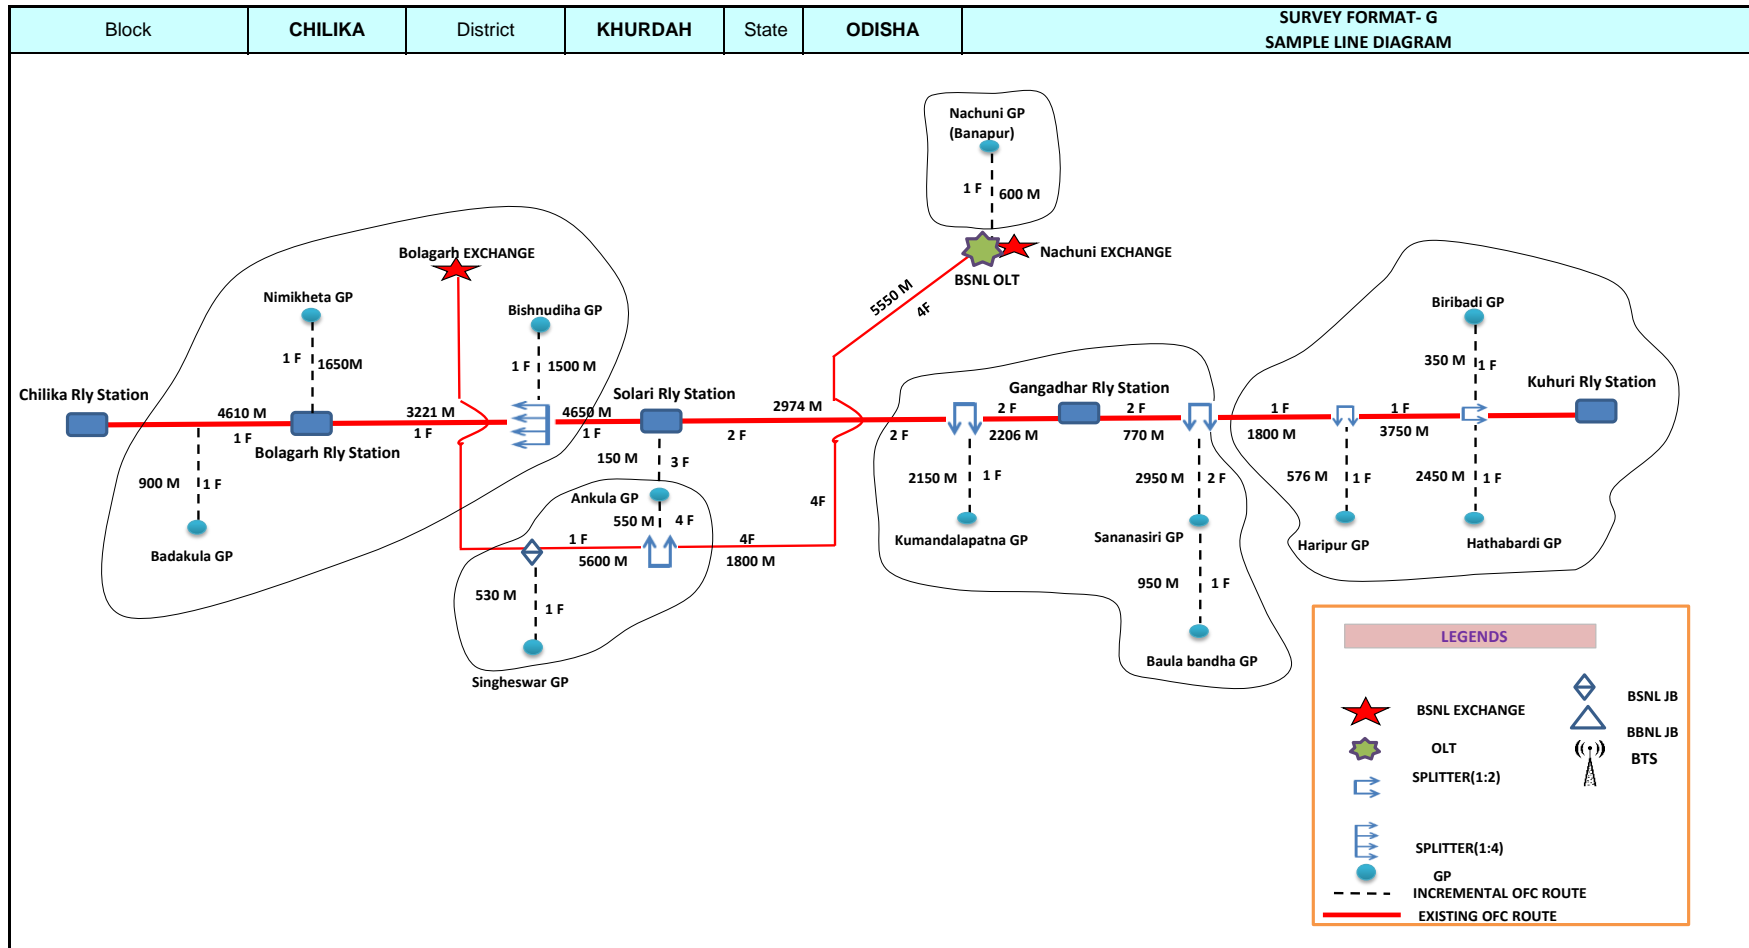 Block CHILIKA District KHURDAH State ODISHA SURVEY FORMAT- G
SAMPLE LINE DIAGRAM
Nachuni GP
(Banapur)
1 F 600 M
Nachuni EXCHANGE
BSNL OLT
5550 M
4F
Bolagarh EXCHANGE
Nimikheta GP
1 F
1650M
Bishnudiha GP
1 F 1500 M
Chilika Rly Station
4610 M
1 F
Bolagarh Rly Station
3221 M
1 F
4650 M
1 F
Solari Rly Station
2974 M
2 F
2 F
Gangadhar Rly Station
2 F
2206 M
2 F
770 M
1 F
1800 M
1 F
3750 M
Biribadi GP
350 M
1 F
Kuhuri Rly Station
900 M
1 F
Badakula GP
150 M
3 F
Ankula GP
550 M
4 F
1 F
5600 M
4F
1800 M
4F
530 M
1 F
Singheswar GP
2150 M
1 F
Kumandalapatna GP
2950 M
2 F
Sananasiri GP
950 M
1 F
Baula bandha GP
576 M
1 F
Haripur GP
2450 M
1 F
Hathabardi GP
LEGENDS
BSNL EXCHANGE
BSNL JB
BBNL JB
OLT
BTS
SPLITTER(1:2)
SPLITTER(1:4)
GP
INCREMENTAL OFC ROUTE
EXISTING OFC ROUTE